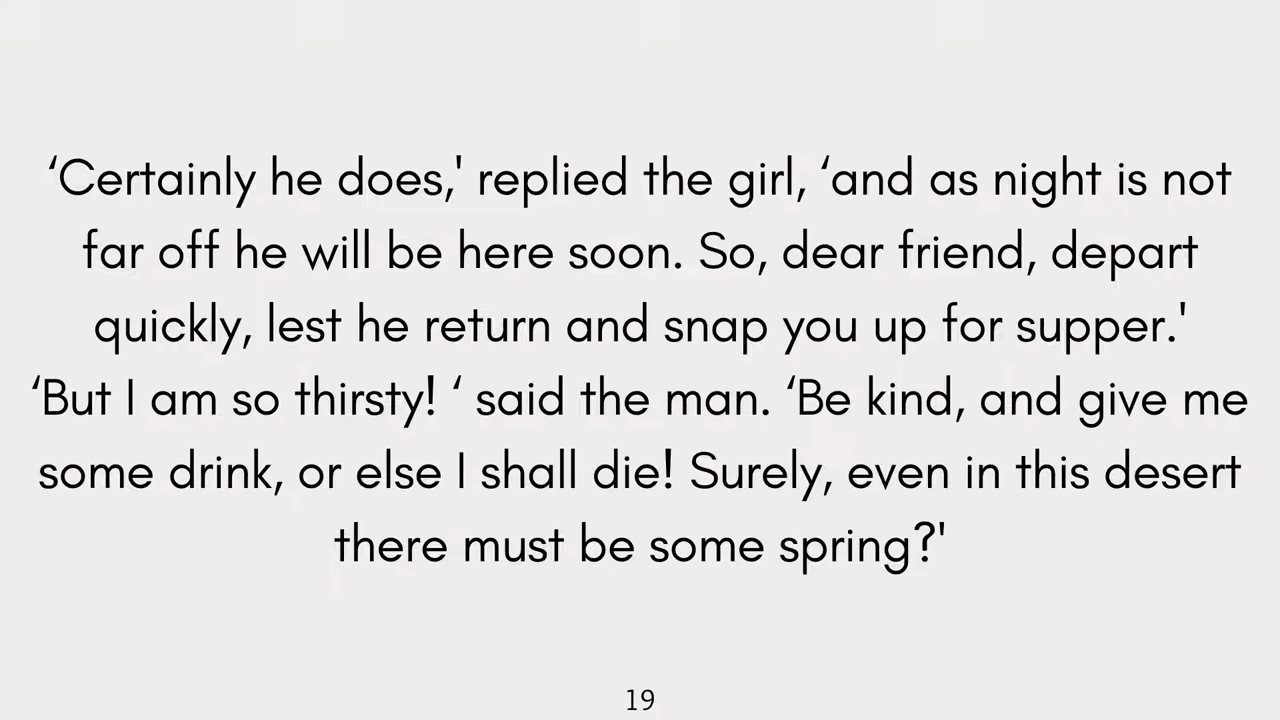 ‘Certainly he does,' replied the girl, ‘and as night is not
far off he will be here soon. So, dear friend, depart
quickly, lest he return and snap you up for supper.'
‘But I am so thirsty! ‘ said the man. ‘Be kind, and give me
some drink, or else I shall die! Surely, even in this desert
there must be some spring?'
19